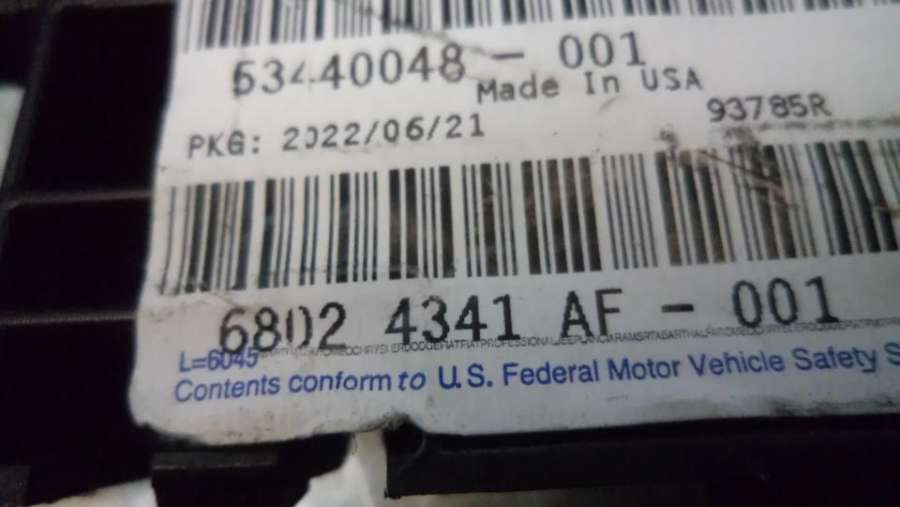 53440048 - 001
Made In USA
93785R
PKG: 2022/06/21
6802 4341 AF - 001
L=6045
Contents conform to U.S. Federal Motor Vehicle Safety S